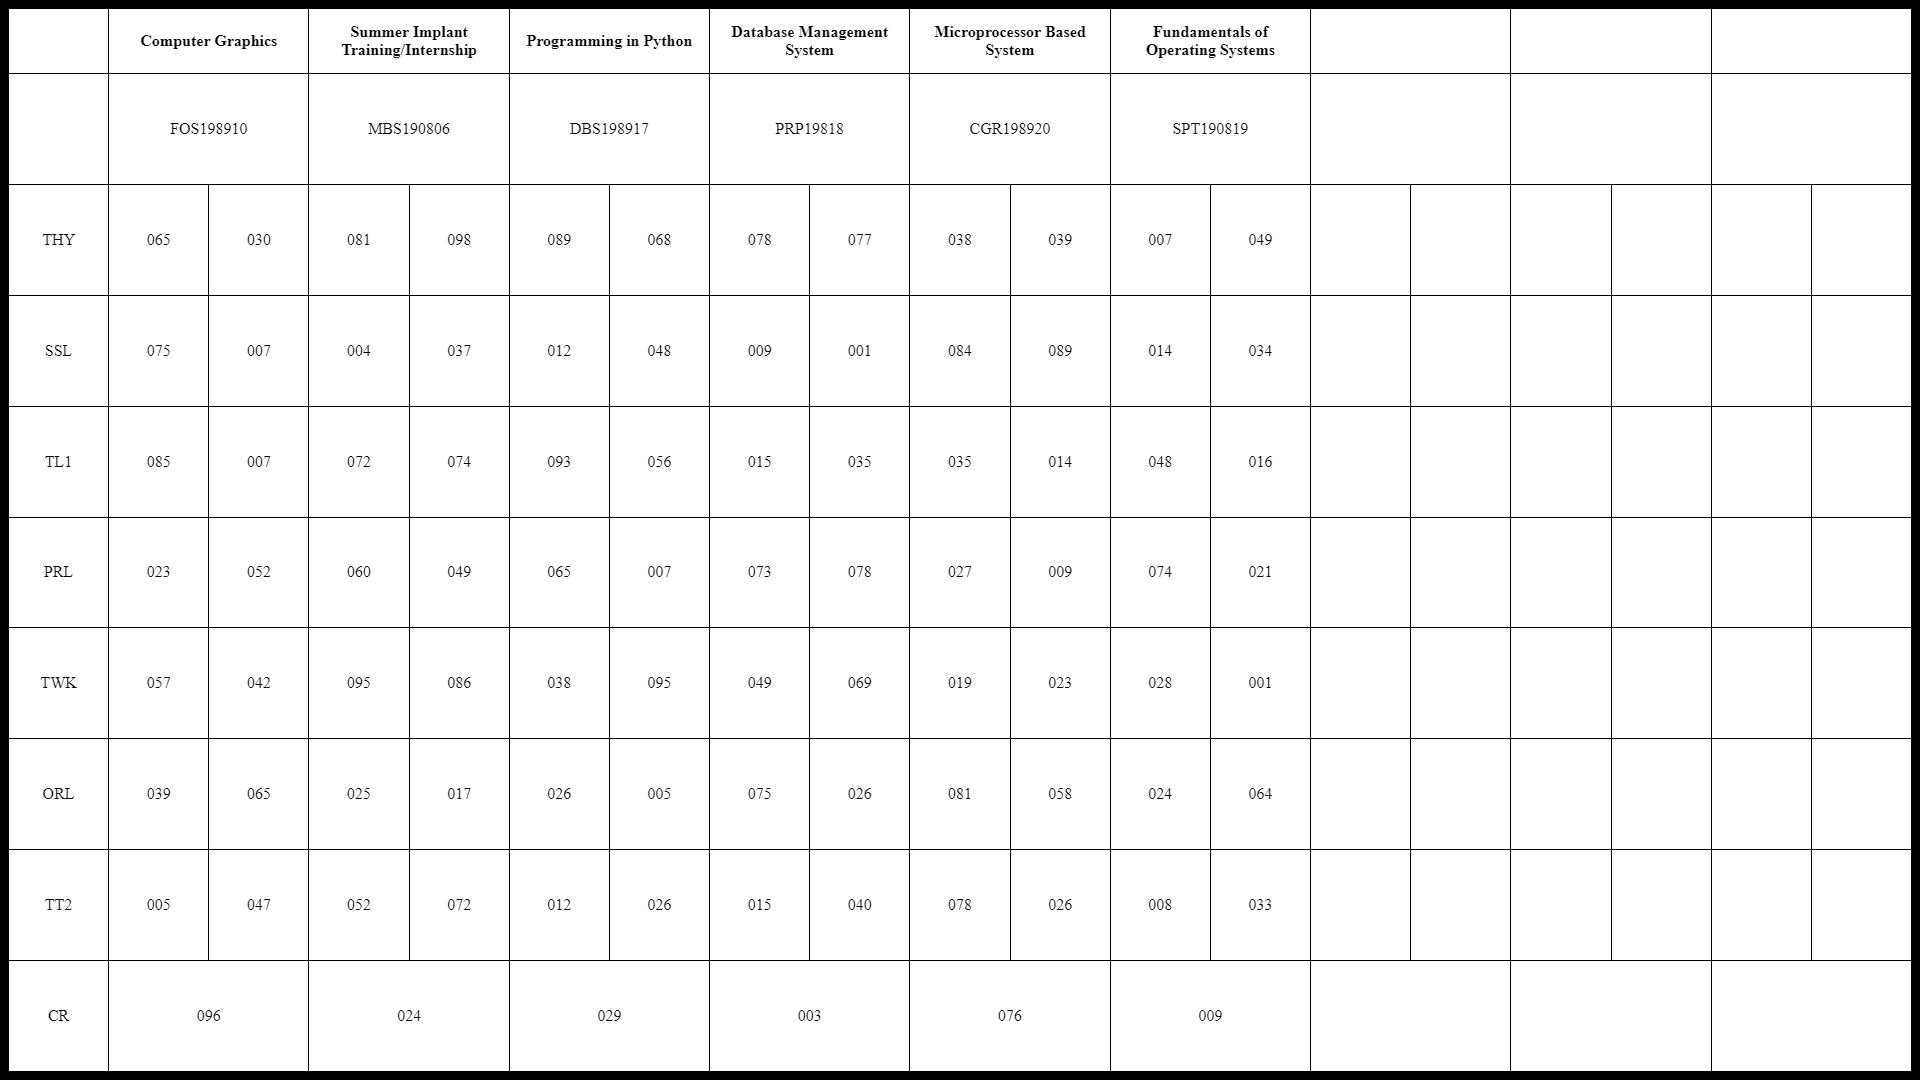 Computer Graphics
Summer Implant
Training/Internship
Programming in Python
Database Management
System
Microprocessor Based
System
Fundamentals of
Operating Systems
FOS198910 MBS190806 DBS198917 PRP19818 CGR198920 SPT190819
THY 065 030 081 098 089 068 078 077 038 039 007 049
SSL 075 007 004 037 012 048 009 001 084 089 014 034
TL1 085 007 072 074 093 056 015 035 035 014 048 016
PRL 023 052 060 049 065 007 073 078 027 009 074 021
TWK 057 042 095 086 038 095 049 069 019 023 028 001
ORL 039 065 025 017 026 005 075 026 081 058 024 064
TT2 005 047 052 072 012 026 015 040 078 026 008 033
CR 096 024 029 003 076 009